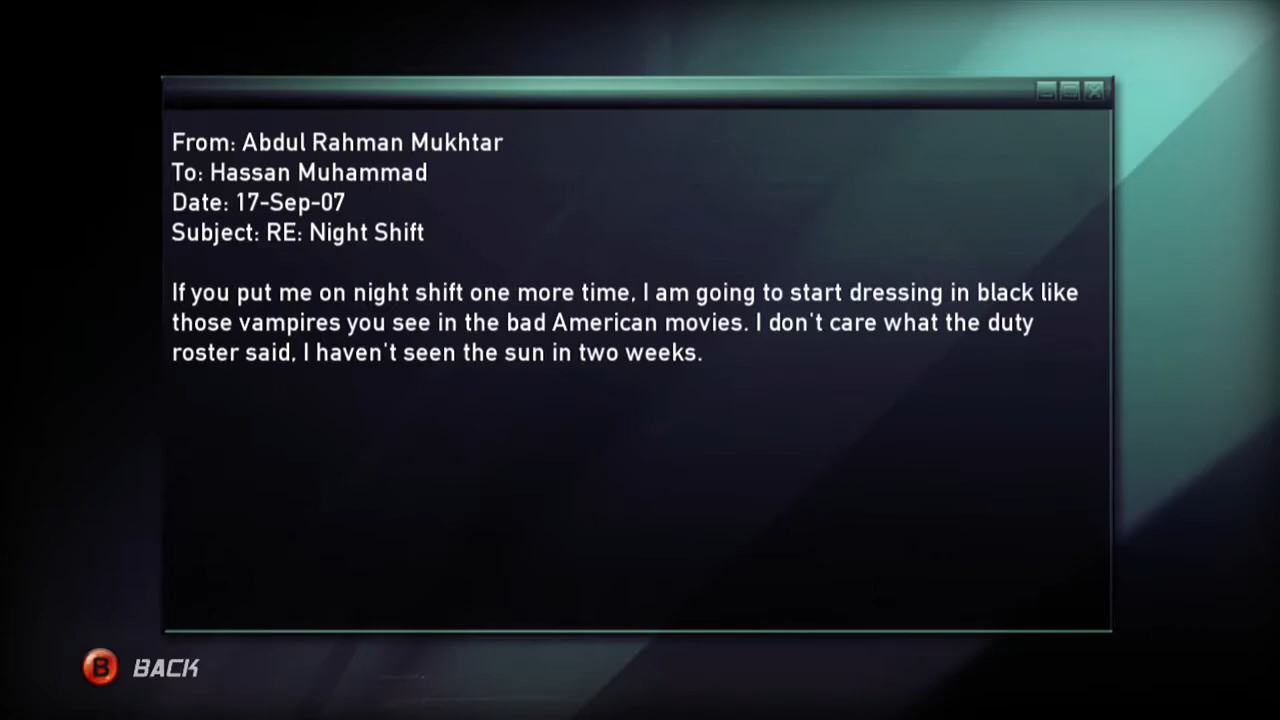 From: Abdul Rahman Mukhtar
To: Hassan Muhammad
Date: 17-Sep-07
Subject: RE: Night Shift
If you put me on night shift one more time, I am going to start dressing in black like
those vampires you see in the bad American movies. I don't care what the duty
roster said, I haven't seen the sun in two weeks.
B BACK